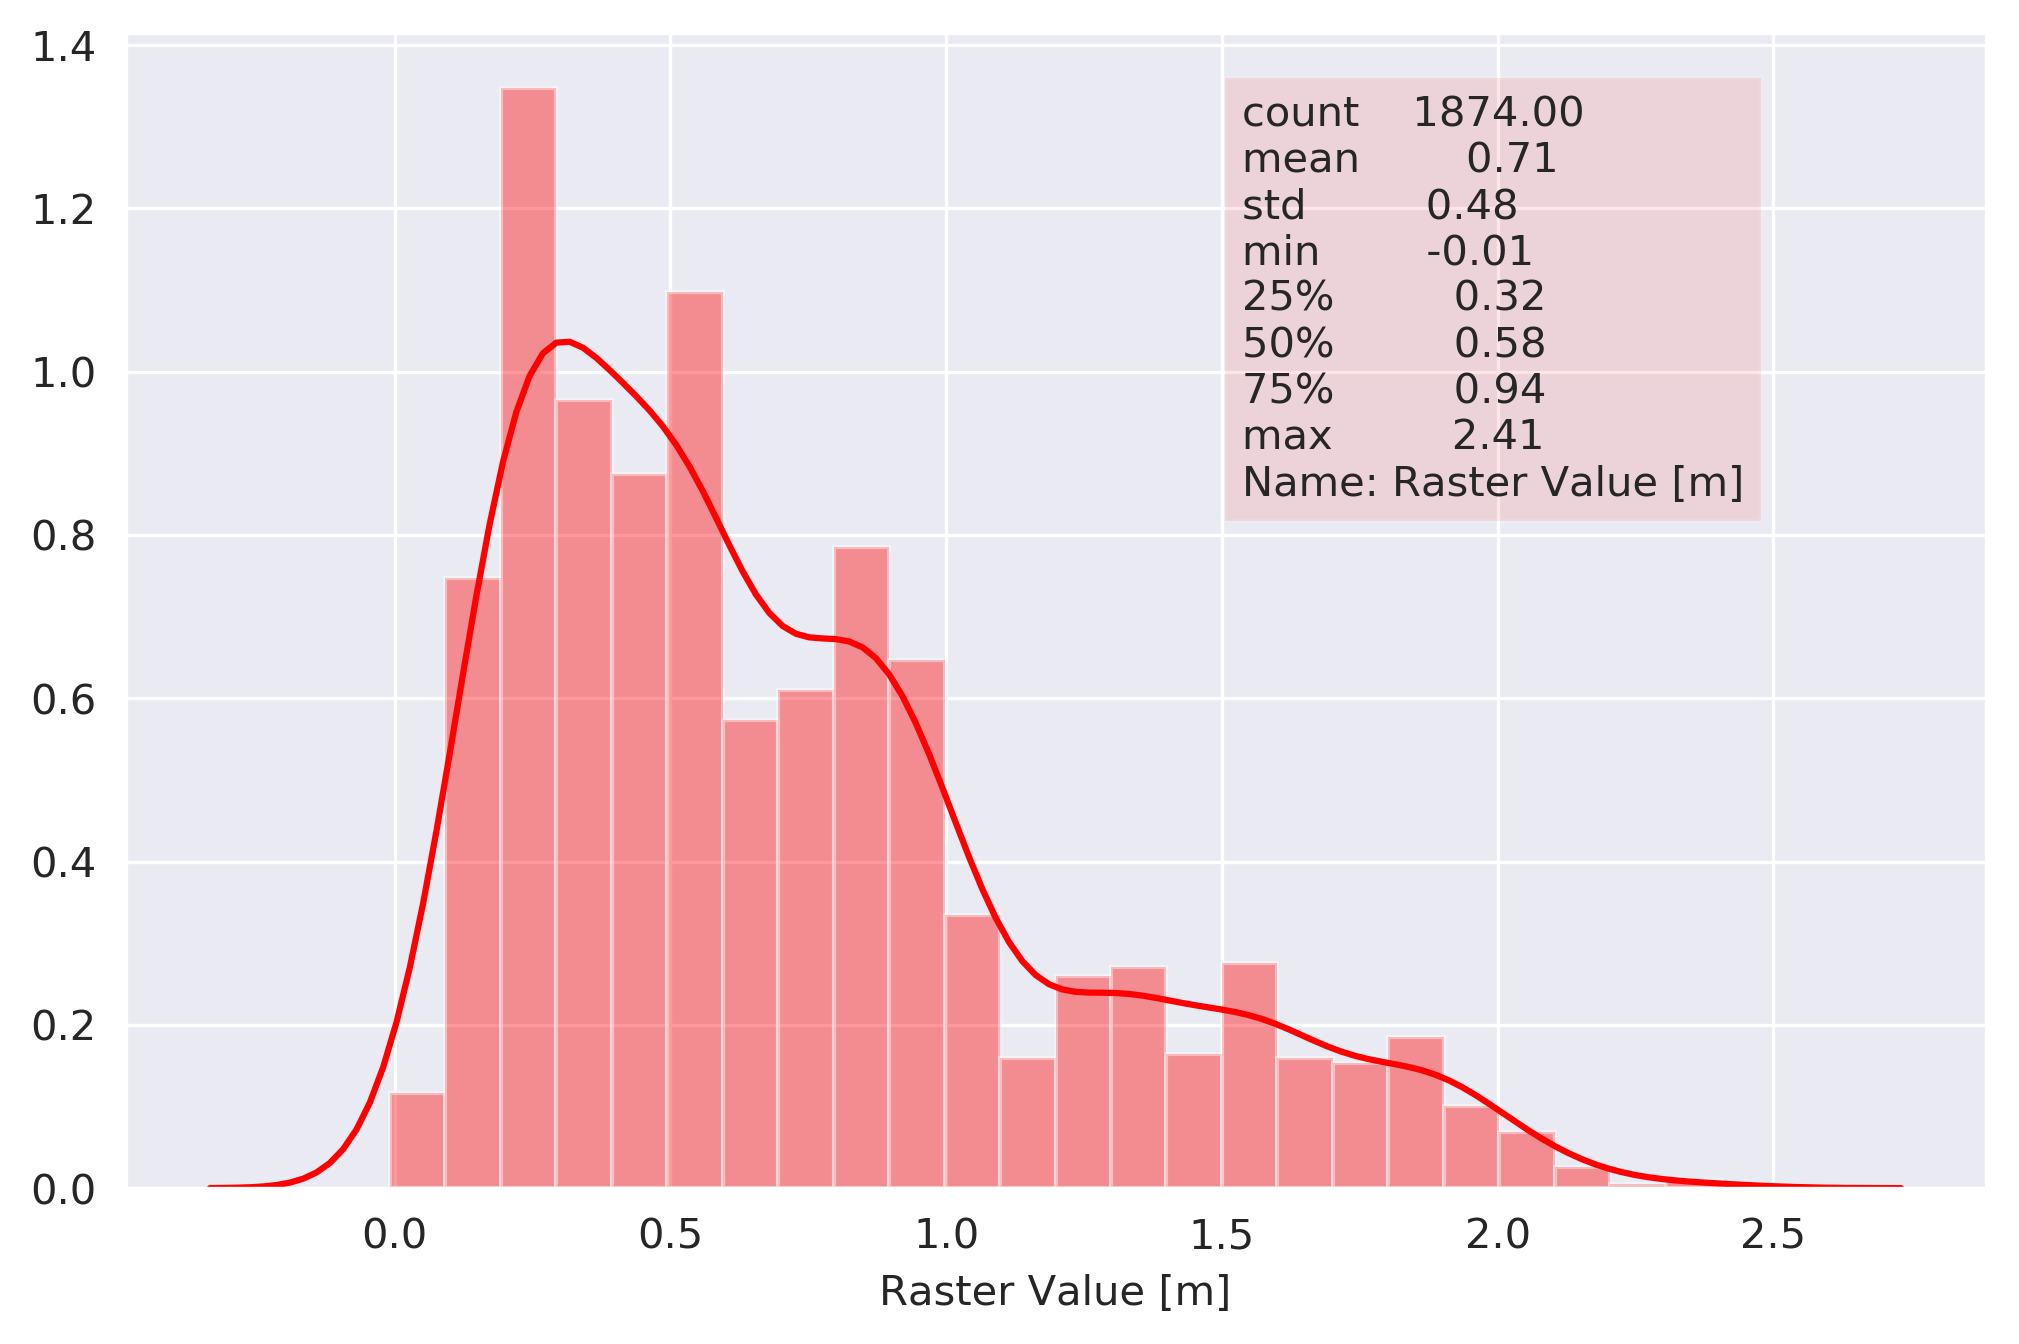 1.4
1.2
1.0
0.8
0.6
0.4
0.2
0.0
count 1874.00
mean 0.71
std 0.48
min -0.01
25% 0.32
50% 0.58
75% 0.94
max 2.41
Name: Raster Value [m]
0.0 0.5 1.0 1.5 2.0 2.5
Raster Value [m]